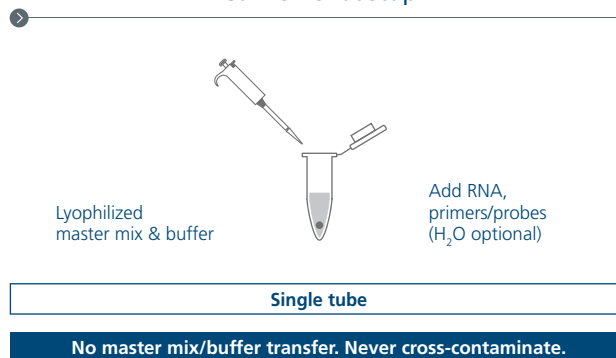 Lyophilized
master mix & buffer
Add RNA,
primers/probes
(H₂O optional)
Single tube
No master mix/buffer transfer. Never cross-contaminate.